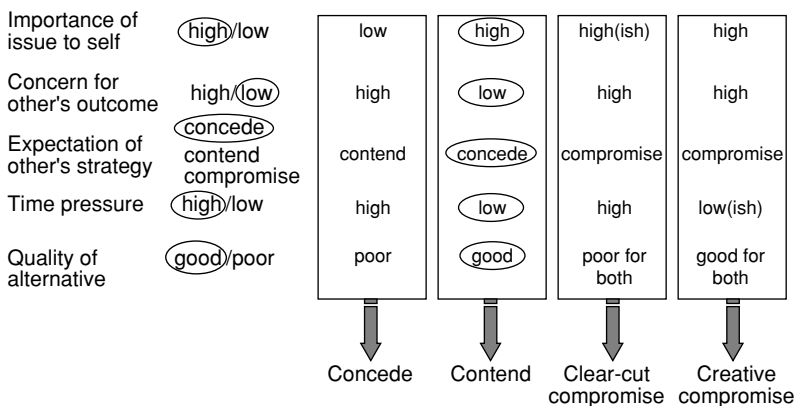 Importance of
issue to self
high/low
low
high
high(ish)
high
Concern for
other's outcome
high/low
high
low
high
high
Expectation of
other's strategy
concede
contend
compromise
contend
concede
compromise
compromise
Time pressure
high/low
high
low
high
low(ish)
Quality of
alternative
good/poor
poor
good
poor for
both
good for
both
Concede
Contend
Clear-cut
compromise
Creative
compromise